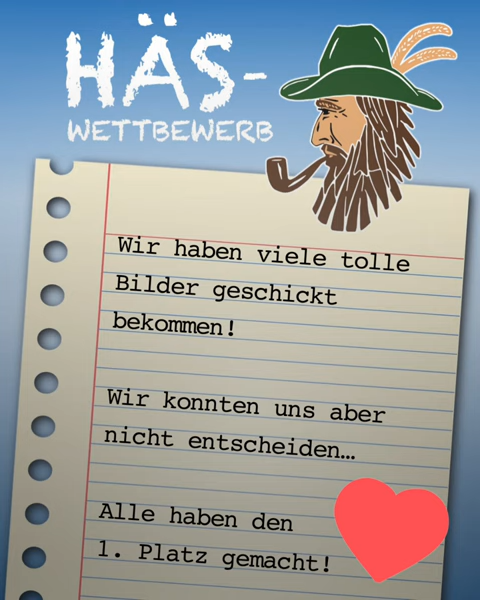 HÄS-
WETTBEWERB
Wir haben viele tolle
Bilder geschickt
bekommen!
Wir konnten uns aber
nicht entscheiden…
Alle haben den
1. Platz gemacht!